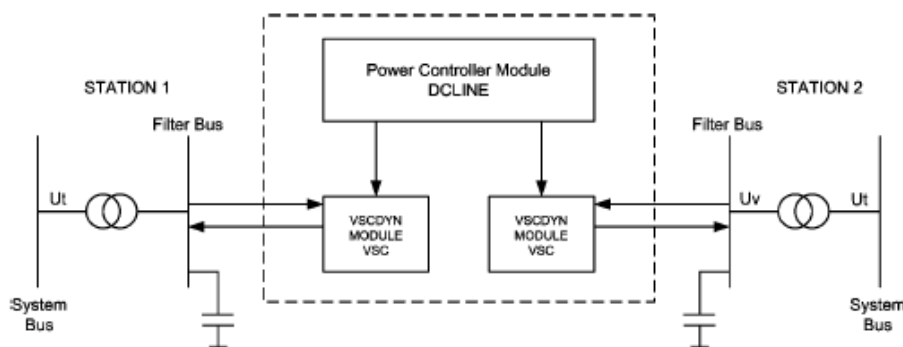 Power Controller Module
DCLINE
STATION 1
STATION 2
Filter Bus
Filter Bus
Ut
Uv
Ut
VSCDYN
MODULE
VSC
VSCDYN
MODULE
VSC
System
Bus
System
Bus